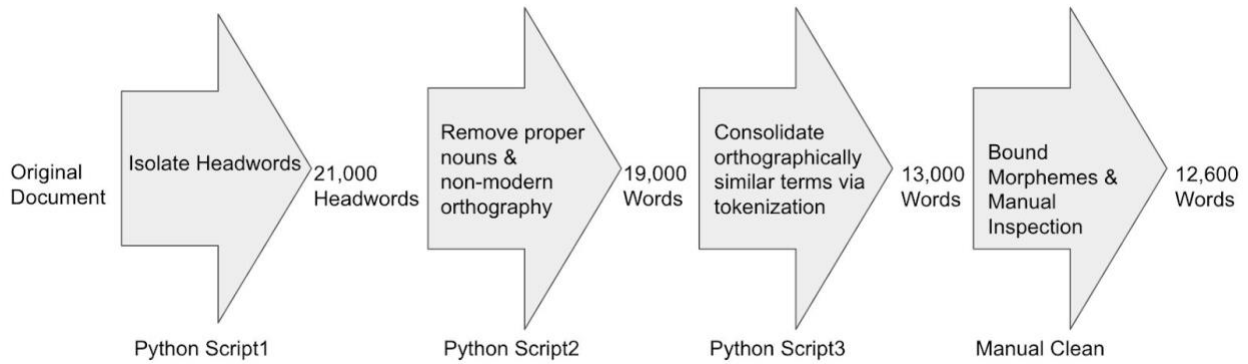 Original
Document
Isolate Headwords
21,000
Headwords
Remove proper
nouns &
non-modern
orthography
19,000
Words
Consolidate
orthographically
similar terms via
tokenization
13,000
Words
Bound
Morphemes &
Manual
Inspection
12,600
Words
Python Script1
Python Script2
Python Script3
Manual Clean